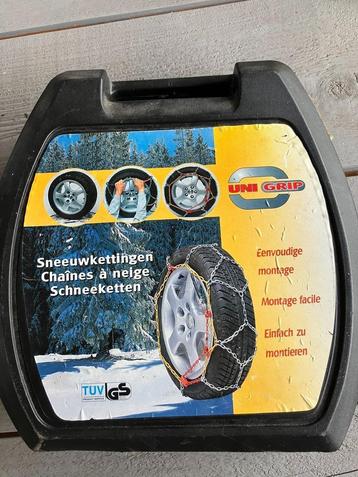 UNI GRIP
Sneeuwkettingen
Chaînes à neige
Schneeketten
Eenvoudige
montage
Montage facile
Einfach zu
montieren
TÜV GS